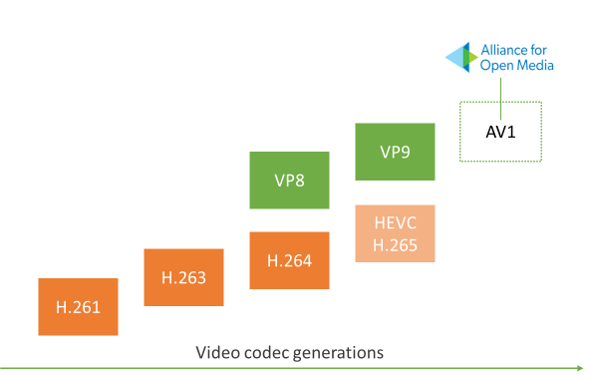 Alliance for
Open Media
AV1
VP9
VP8
HEVC
H.265
H.264
H.263
H.261
Video codec generations